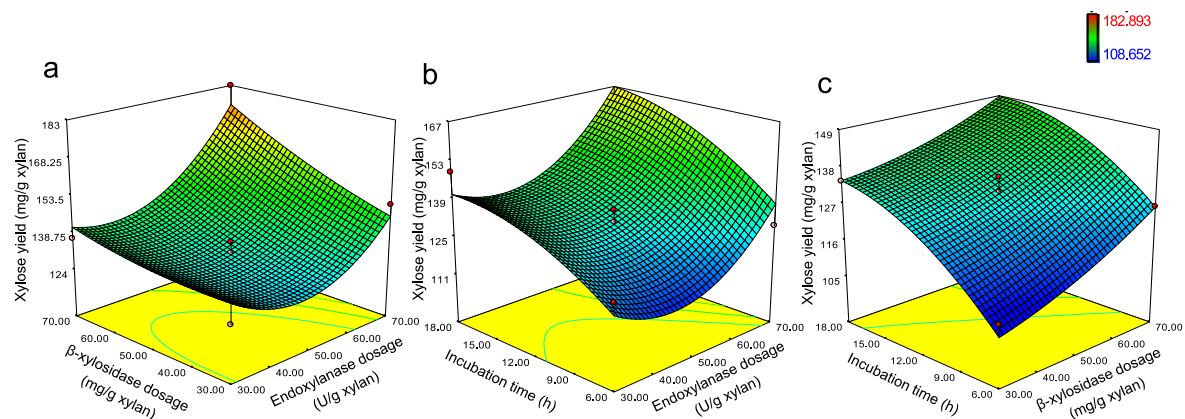 182.893
108.652
a
183
168.25
153.5
138.75
124
Xylose yield (mg/g xylan)
70.00
60.00
50.00
40.00
30.00
β-xylosidase dosage
(mg/g xylan)
30.00
40.00
50.00
60.00
70.00
Endoxylanase dosage
(U/g xylan)
b
167
153
139
125
111
Xylose yield (mg/g xylan)
18.00
15.00
12.00
9.00
6.00
Incubation time (h)
30.00
40.00
50.00
60.00
70.00
Endoxylanase dosage
(U/g xylan)
c
149
138
127
116
105
Xylose yield (mg/g xylan)
18.00
15.00
12.00
9.00
6.00
Incubation time (h)
30.00
40.00
50.00
60.00
70.00
β-xylosidase dosage
(mg/g xylan)